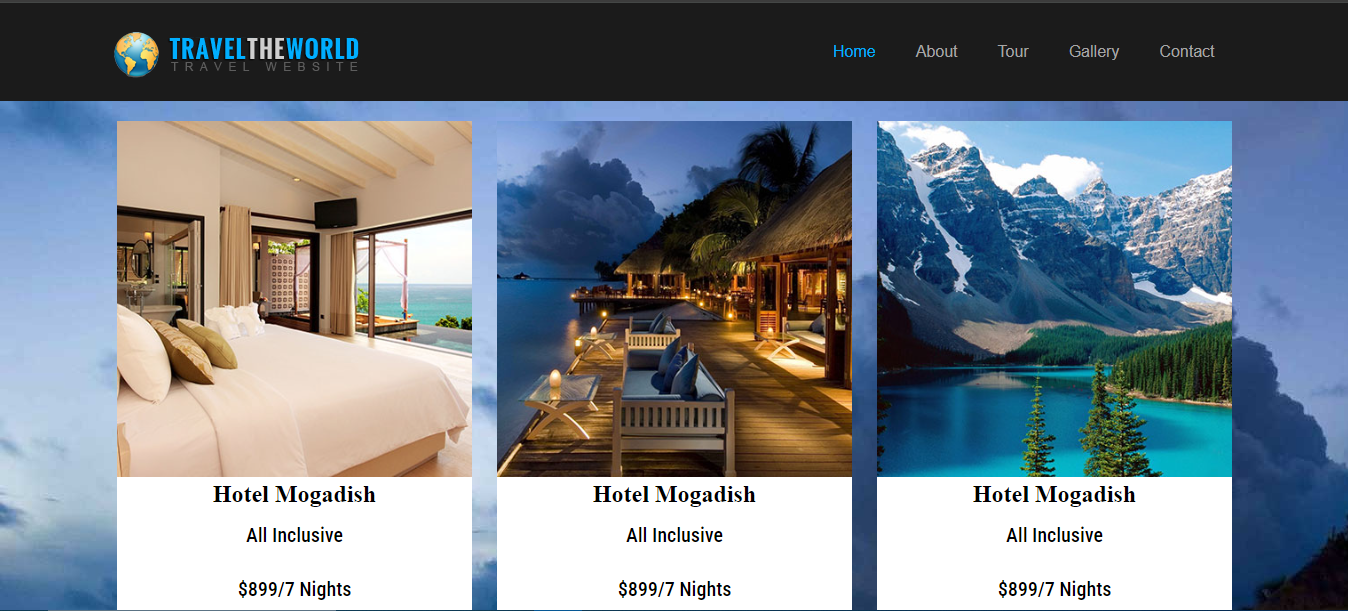 TRAVELTHEWORLD
TRAVEL WEBSITE
Home About Tour Gallery Contact
Hotel Mogadish
All Inclusive
$899/7 Nights
Hotel Mogadish
All Inclusive
$899/7 Nights
Hotel Mogadish
All Inclusive
$899/7 Nights